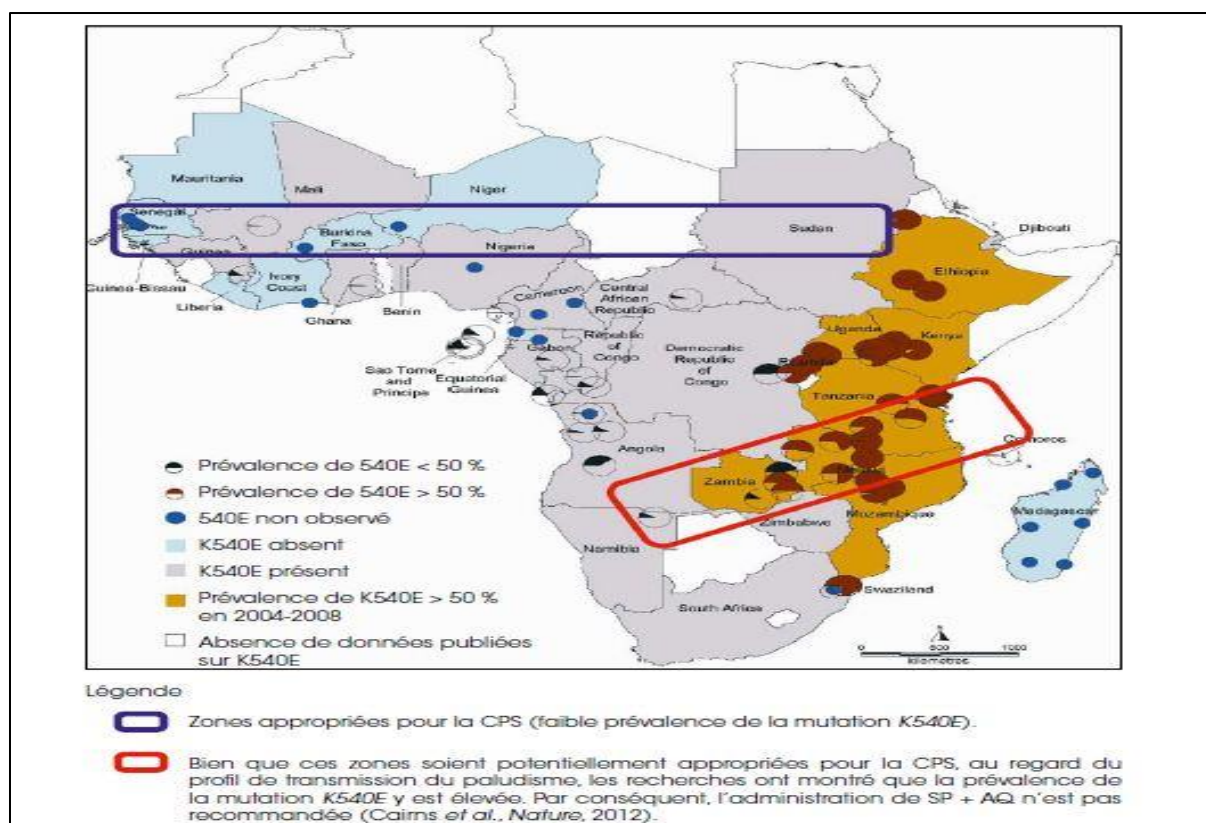 Mauritania
Mali
Niger
Senegal
Burkina
Faso
Sudan
Djibouti
Guinea
Nigeria
Ethiopia
Guinea-Bissau
Ivory
Coast
Liberia
Ghana
Benin
Cameroon
Central
African
Republic
Uganda
Kenya
Gabon
Republic
of
Congo
Democratic
Republic
of
Congo
Sao Tome
and
Principe
Equatorial
Guinea
Tanzania
Comoros
Angola
Zambia
Mozambique
Zimbabwe
Madagascar
Namibia
Swaziland
South Africa
Prévalence de 540E < 50 %
Prévalence de 540E > 50 %
540E non observé
K540E absent
K540E présent
Prévalence de K540E > 50 %
en 2004-2008
Absence de données publiées
sur K540E
0 500 1000
kilometres
Légende
Zones appropriées pour la CPS (faible prévalence de la mutation K540E).
Bien que ces zones soient potentiellement appropriées pour la CPS, au regard du
profil de transmission du paludisme, les recherches ont montré que la prévalence de
la mutation K540E y est élevée. Par conséquent, l'administration de SP + AQ n'est pas
recommandée (Cairns et al., Nature, 2012).